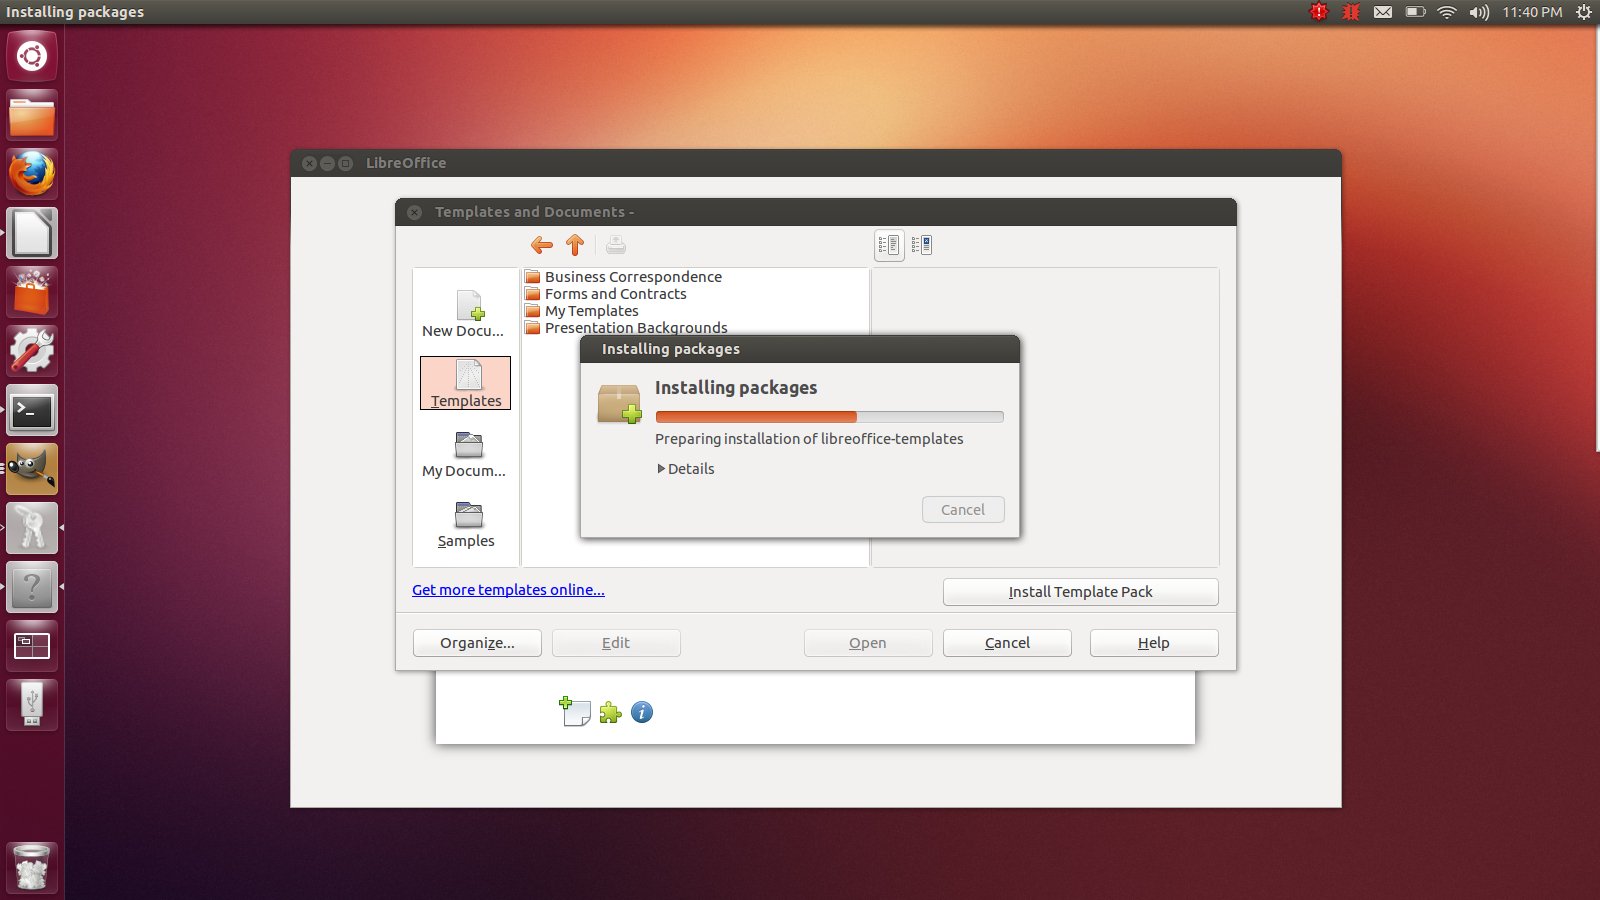 Installing packages
11:40 PM
LibreOffice
Templates and Documents -
Business Correspondence
Forms and Contracts
My Templates
Presentation Backgrounds
New Docu...
Templates
My Docum...
Samples
Installing packages
Installing packages
Preparing installation of libreoffice-templates
Details
Cancel
Get more templates online...
Install Template Pack
Organize...
Edit
Open
Cancel
Help